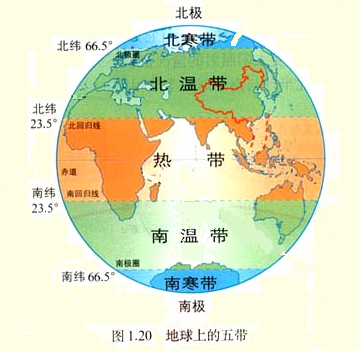 北极
北纬 66.5°
北寒带
北极圈
北温带
北纬
23.5°
北回归线
热带
赤道
南回归线
南纬
23.5°
南温带
南极圈
南纬 66.5°
南寒带
南极
图1.20 地球上的五带